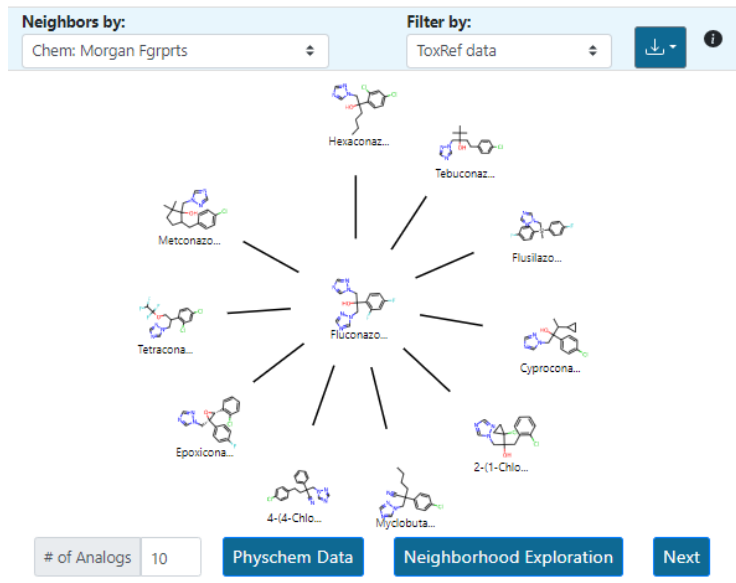 Neighbors by:
Filter by:
Chem: Morgan Fgrprts
ToxRef data
Hexaconaz...
Tebuconaz...
Metconazo...
Flusilazo...
Fluconazo...
Tetracona...
Cyprocona...
Epoxicona...
2-(1-Chlo...
4-(4-Chlo...
Myclobuta...
# of Analogs
10
Physchem Data
Neighborhood Exploration
Next